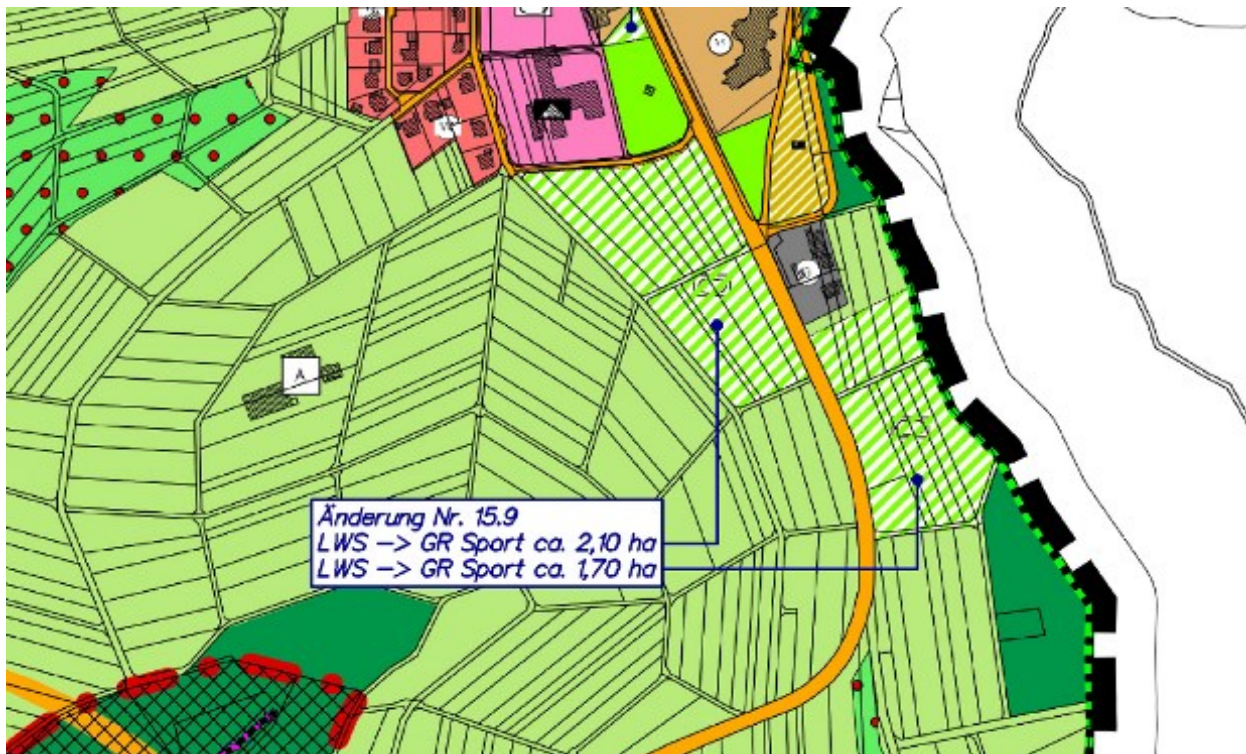 Änderung Nr. 15.9
LWS –> GR Sport ca. 2,10 ha
LWS –> GR Sport ca. 1,70 ha
A